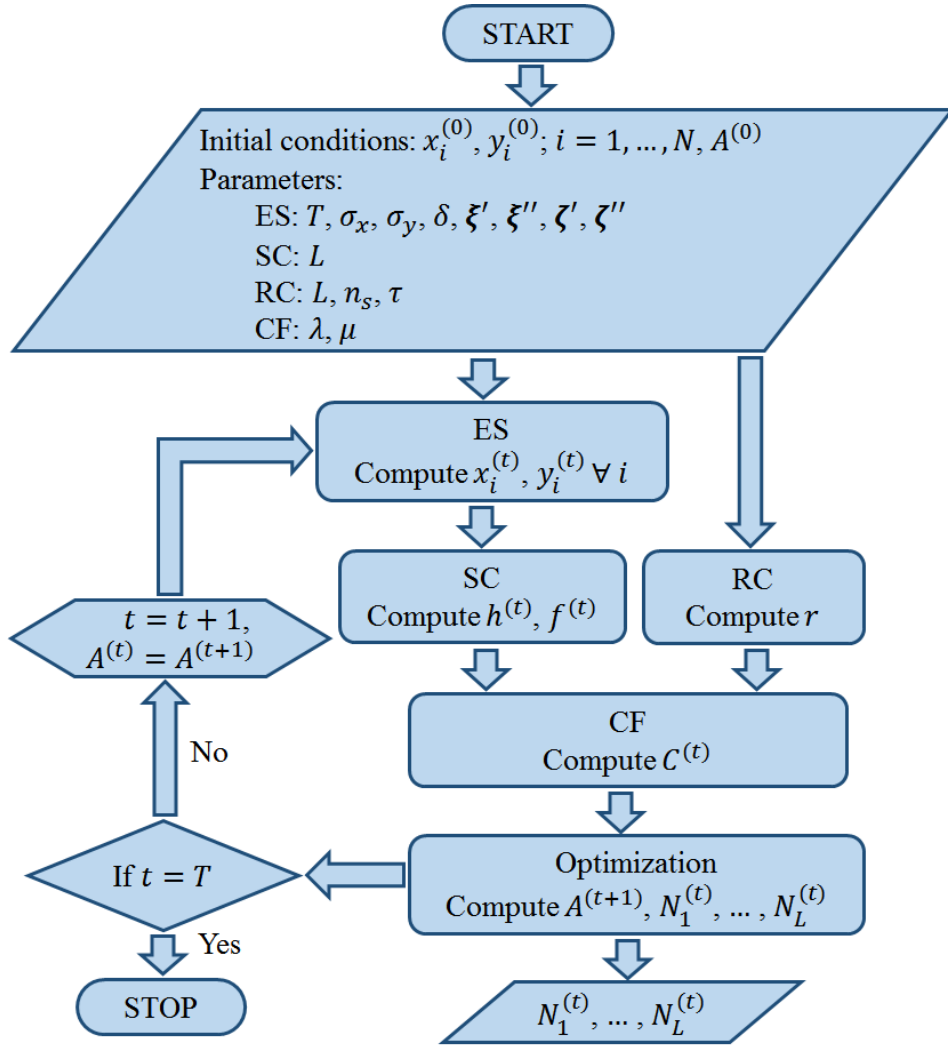 START
Initial conditions: x_i^(0), y_i^(0); i = 1, …, N, A^(0)
Parameters:
ES: T, σ_x, σ_y, δ, ξ′, ξ′′, ζ′, ζ′′
SC: L
RC: L, n_s, τ
CF: λ, μ
ES
Compute x_i^(t), y_i^(t) ∀ i
SC
Compute h^(t), f^(t)
RC
Compute r
t = t + 1,
A^(t) = A^(t+1)
CF
Compute C^(t)
No
Optimization
Compute A^(t+1), N_1^(t), … , N_L^(t)
If t = T
Yes
STOP
N_1^(t), … , N_L^(t)